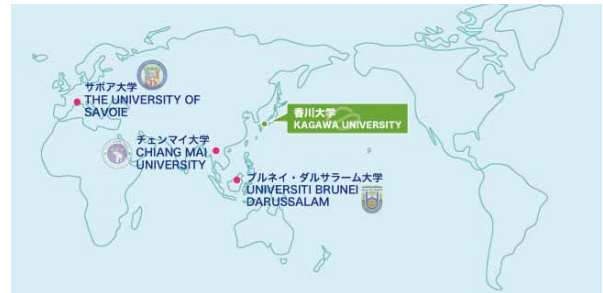 サボア大学
THE UNIVERSITY OF
SAVOIE
香川大学
KAGAWA UNIVERSITY
チェンマイ大学
CHIANG MAI
UNIVERSITY
ブルネイ・ダルサラーム大学
UNIVERSITI BRUNEI
DARUSSALAM